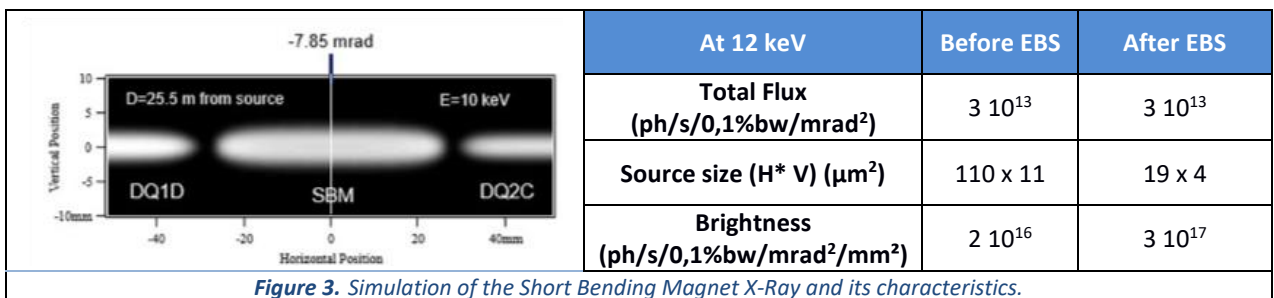 -7.85 mrad
D=25.5 m from source
E=10 keV
10
5
0
-5
-10mm
Vertical Position
DQ1D
SBM
DQ2C
-40
-20
0
20
40mm
Horizontal Position
At 12 keV
Before EBS
After EBS
Total Flux
(ph/s/0,1%bw/mrad²)
3 10¹³
3 10¹³
Source size (H* V) (µm²)
110 x 11
19 x 4
Brightness
(ph/s/0,1%bw/mrad²/mm²)
2 10¹⁶
3 10¹⁷
Figure 3. Simulation of the Short Bending Magnet X-Ray and its characteristics.